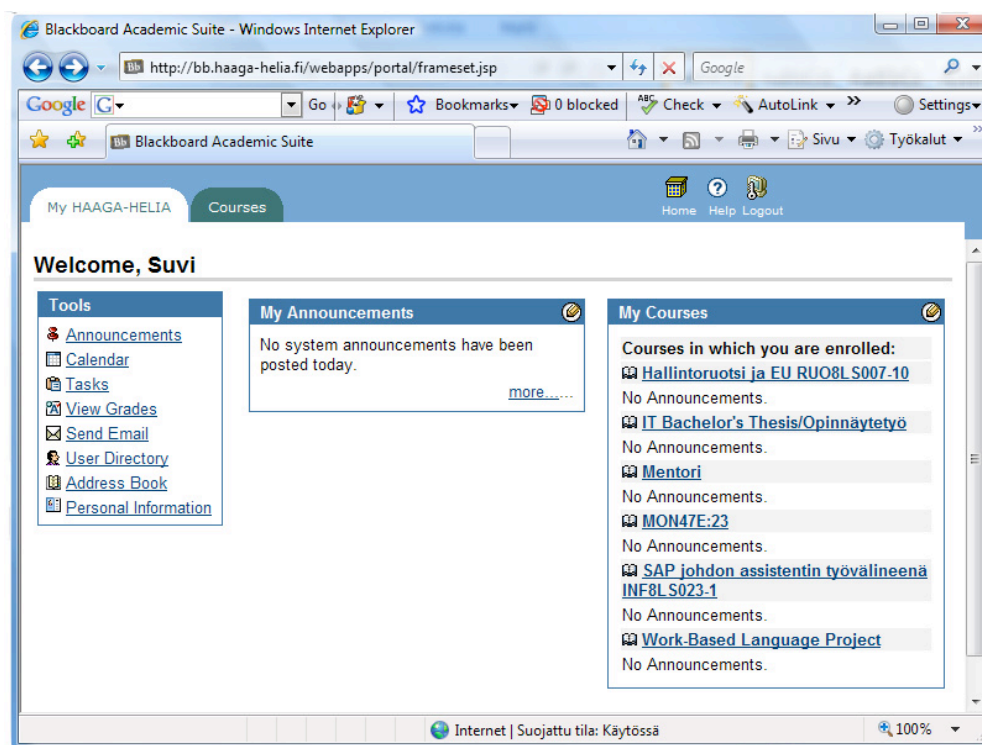 Blackboard Academic Suite - Windows Internet Explorer
http://bb.haaga-helia.fi/webapps/portal/frameset.jsp
Google
Google G
Go
Bookmarks
0 blocked
ABC Check
AutoLink
Settings
Bb Blackboard Academic Suite
Sivu
Työkalut
My HAAGA-HELIA
Courses
Home
Help
Logout
Welcome, Suvi
Tools
Announcements
Calendar
Tasks
View Grades
Send Email
User Directory
Address Book
Personal Information
My Announcements
No system announcements have been
posted today.
more......
My Courses
Courses in which you are enrolled:
Hallintoruotsi ja EU RUO8LS007-10
No Announcements.
IT Bachelor's Thesis/Opinnäytetyö
No Announcements.
Mentori
No Announcements.
MON47E:23
No Announcements.
SAP johdon assistentin työvälineenä
INF8LS023-1
No Announcements.
Work-Based Language Project
No Announcements.
Internet | Suojattu tila: Käytössä
100%